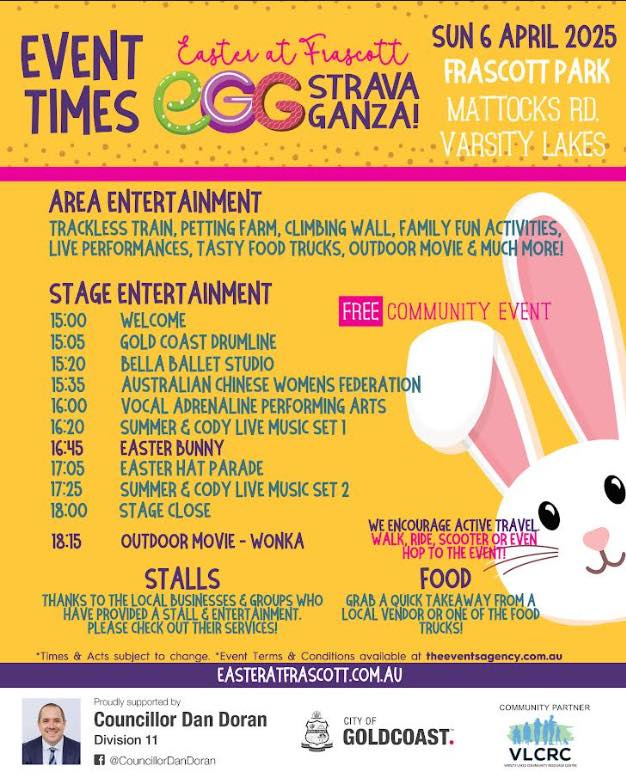 EVENT TIMES
Easter at Frascott
eGG STRAVAGANZA!
SUN 6 APRIL 2025
FRASCOTT PARK
MATTOCKS RD,
VARSITY LAKES
AREA ENTERTAINMENT
TRACKLESS TRAIN, PETTING FARM, CLIMBING WALL, FAMILY FUN ACTIVITIES,
LIVE PERFORMANCES, TASTY FOOD TRUCKS, OUTDOOR MOVIE & MUCH MORE!
STAGE ENTERTAINMENT
FREE COMMUNITY EVENT
15:00 WELCOME
15:05 GOLD COAST DRUMLINE
15:20 BELLA BALLET STUDIO
15:35 AUSTRALIAN CHINESE WOMENS FEDERATION
16:00 VOCAL ADRENALINE PERFORMING ARTS
16:20 SUMMER & CODY LIVE MUSIC SET 1
16:45 EASTER BUNNY
17:05 EASTER HAT PARADE
17:25 SUMMER & CODY LIVE MUSIC SET 2
18:00 STAGE CLOSE
18:15 OUTDOOR MOVIE - WONKA
WE ENCOURAGE ACTIVE TRAVEL.
WALK, RIDE, SCOOTER OR EVEN
HOP TO THE EVENT!
STALLS
THANKS TO THE LOCAL BUSINESSES & GROUPS WHO
HAVE PROVIDED A STALL & ENTERTAINMENT.
PLEASE CHECK OUT THEIR SERVICES!
FOOD
GRAB A QUICK TAKEAWAY FROM A
LOCAL VENDOR OR ONE OF THE FOOD
TRUCKS!
*Times & Acts subject to change. *Event Terms & Conditions available at theeventsagency.com.au
EASTERATFRASCOTT.COM.AU
Proudly supported by
Councillor Dan Doran
Division 11
@CouncillorDanDoran
CITY OF
GOLDCOAST.
COMMUNITY PARTNER
VLCRC
VARSITY LAKES COMMUNITY RESOURCE CENTRE